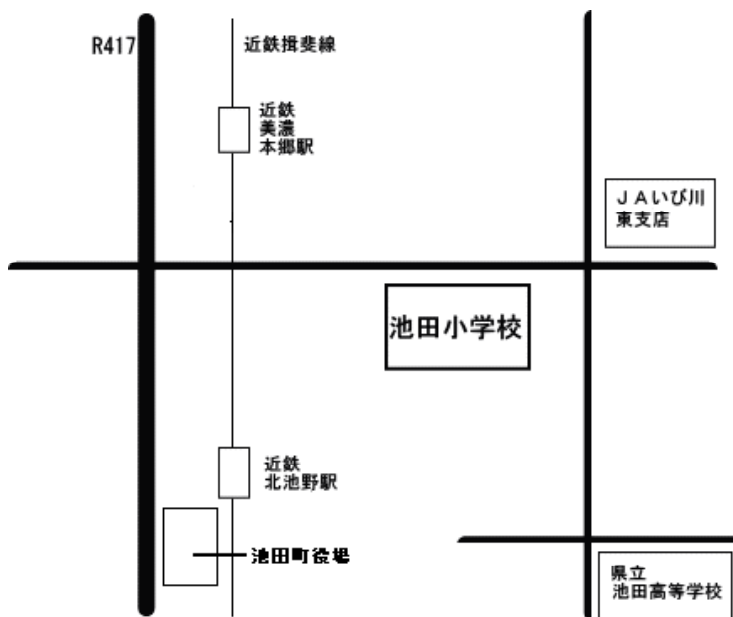 R417
近鉄揖斐線
近鉄
美濃
本郷駅
ＪＡいび川
東支店
池田小学校
近鉄
北池野駅
池田町役場
県立
池田高等学校